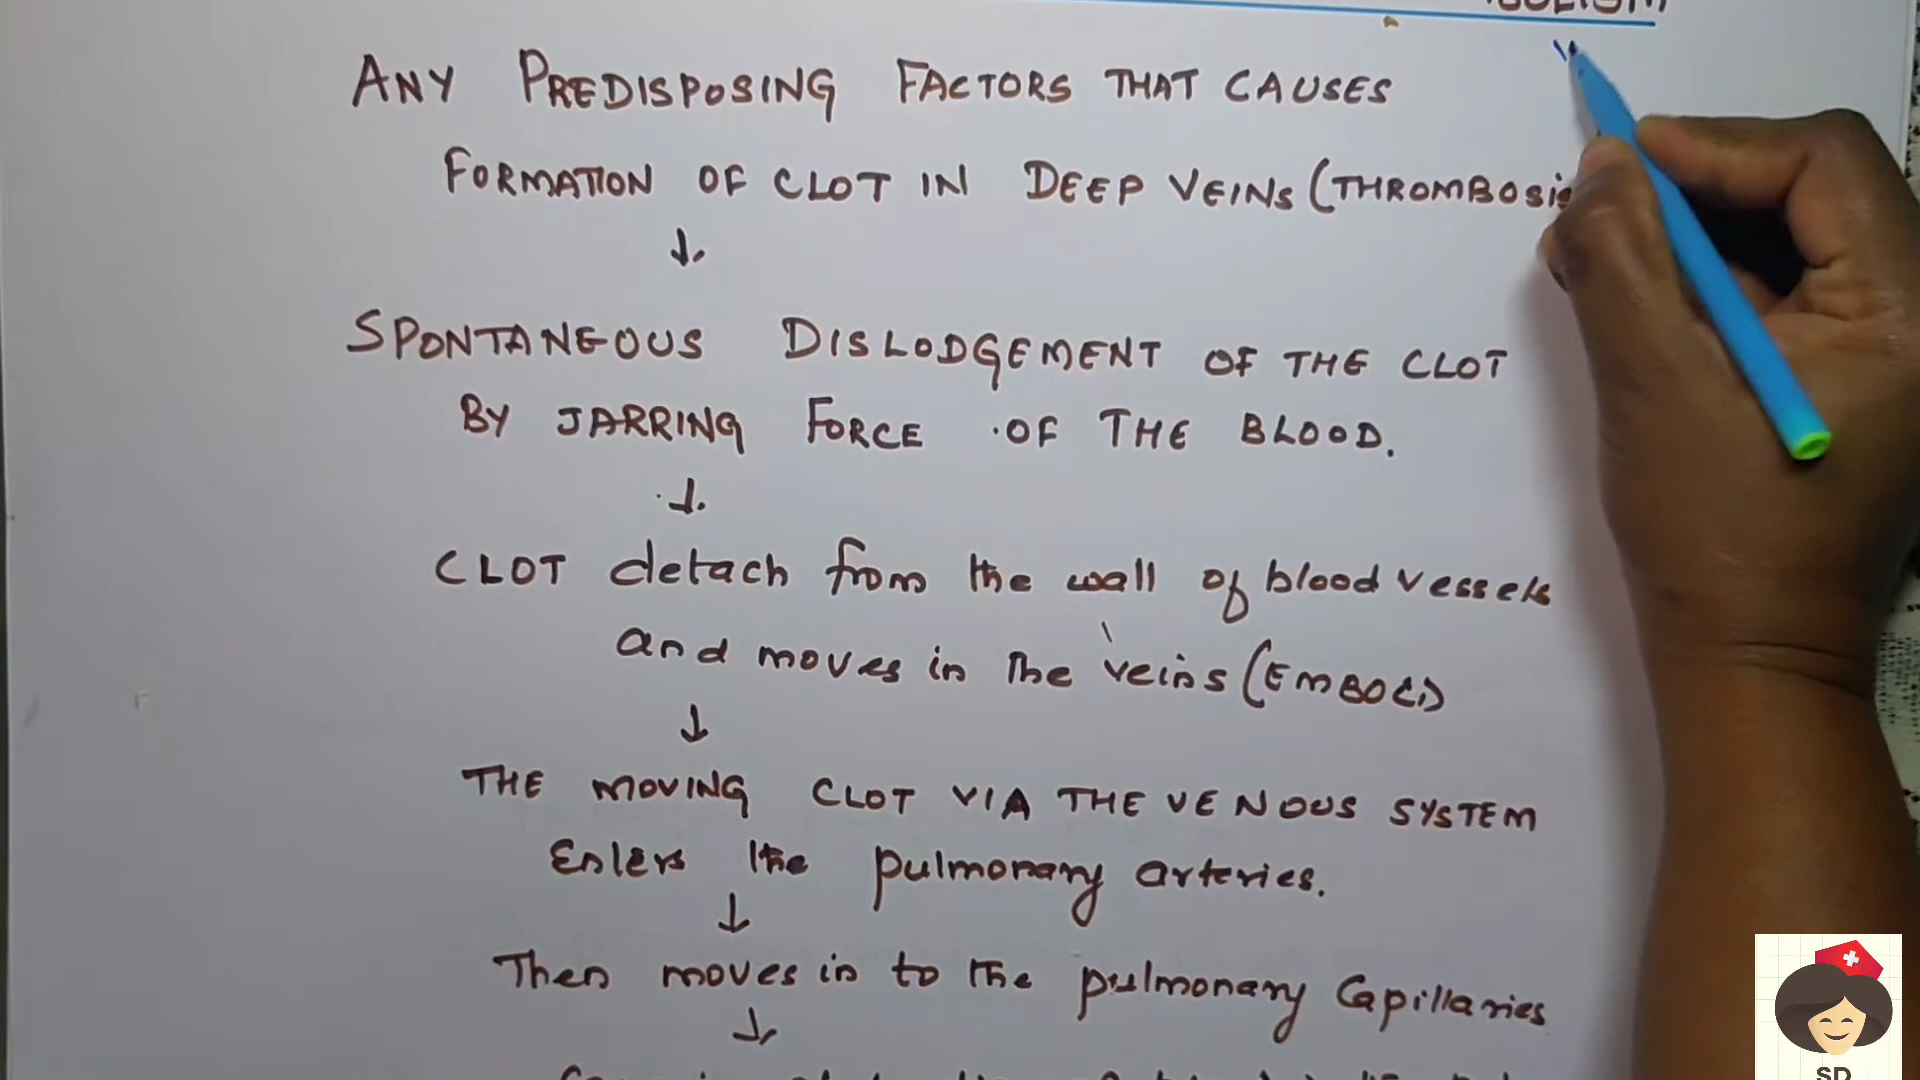 ANY PREDISPOSING FACTORS THAT CAUSES
FORMATION OF CLOT IN DEEP VEINS (THROMBOSIS
↓
SPONTANEOUS DISLODGEMENT OF THE CLOT
BY JARRING FORCE OF THE BLOOD.
↓
CLOT detach from the wall of blood vessels
and moves in the veins (EMBOLI)
↓
THE MOVING CLOT VIA THE VENOUS SYSTEM
Enters the pulmonary arteries.
↓
Then moves in to the pulmonary Capillaries
↓
SD